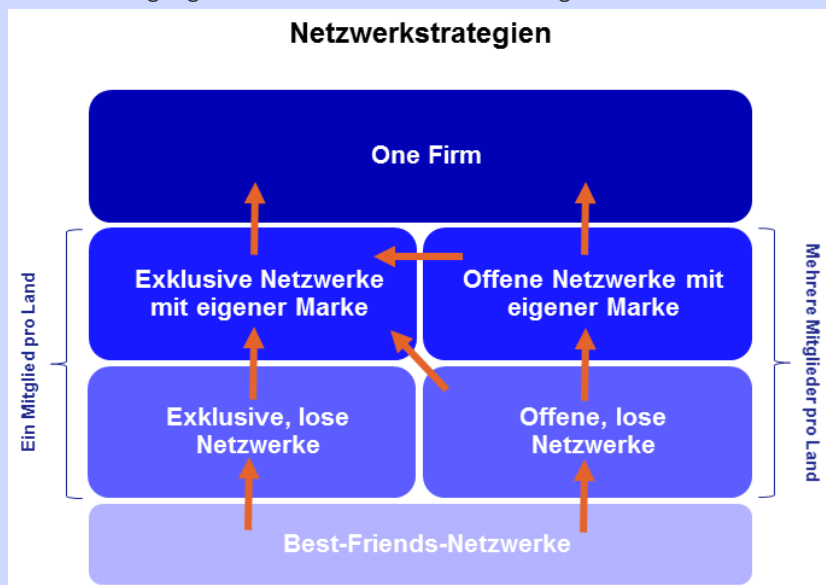 Netzwerkstrategien
One Firm
Exklusive Netzwerke
mit eigener Marke
Offene Netzwerke mit
eigener Marke
Ein Mitglied pro Land
Mehrere Mitglieder pro Land
Exklusive, lose
Netzwerke
Offene, lose
Netzwerke
Best-Friends-Netzwerke